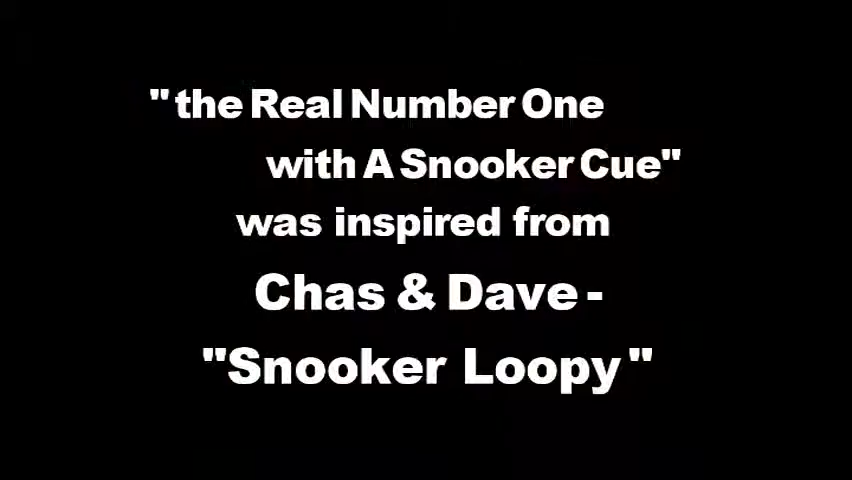 "the Real Number One
with A Snooker Cue"
was inspired from
Chas & Dave -
"Snooker Loopy"